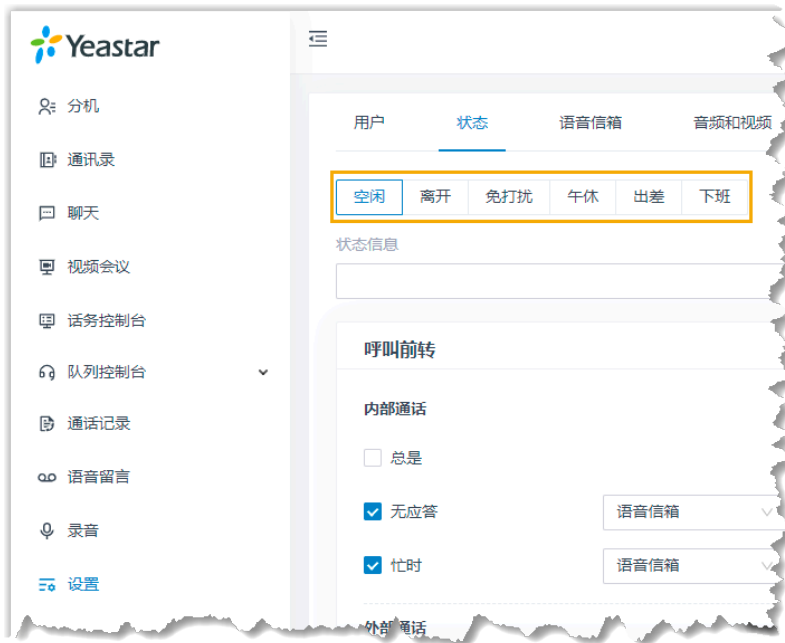 Yeastar
分机
通讯录
聊天
视频会议
话务控制台
队列控制台
通话记录
语音留言
录音
设置
用户 状态 语音信箱 音频和视频
空闲 离开 免打扰 午休 出差 下班
状态信息
呼叫前转
内部通话
总是
无应答 语音信箱
忙时 语音信箱
外部通话